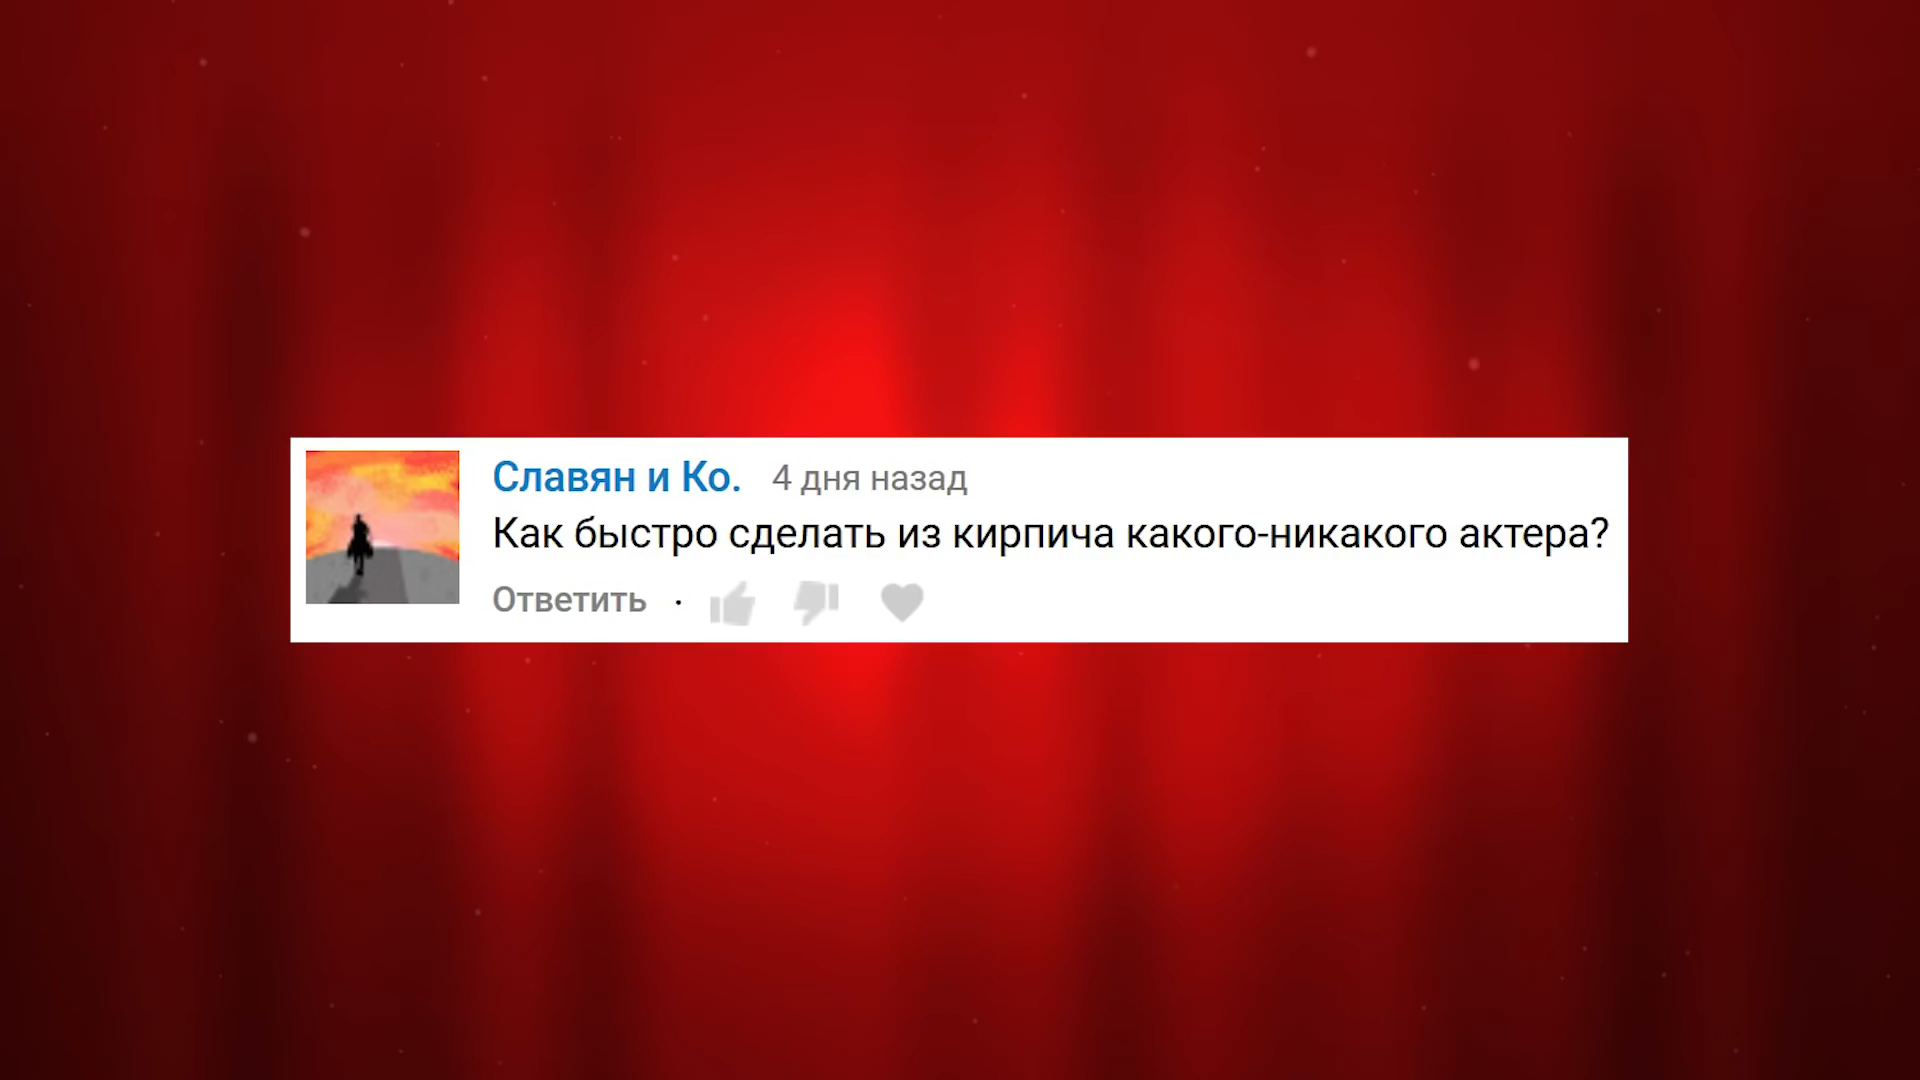 Славян и Ко. 4 дня назад
Как быстро сделать из кирпича какого-никакого актера?
Ответить ·